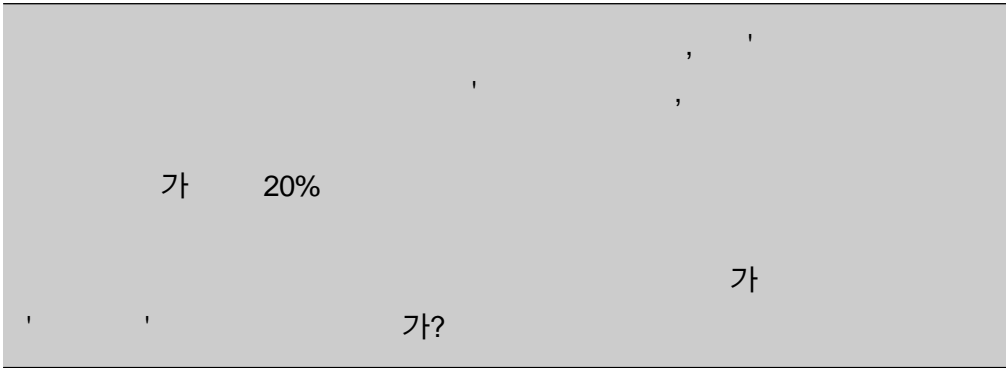 , '
' ,
가 20%
가
' ' 가?